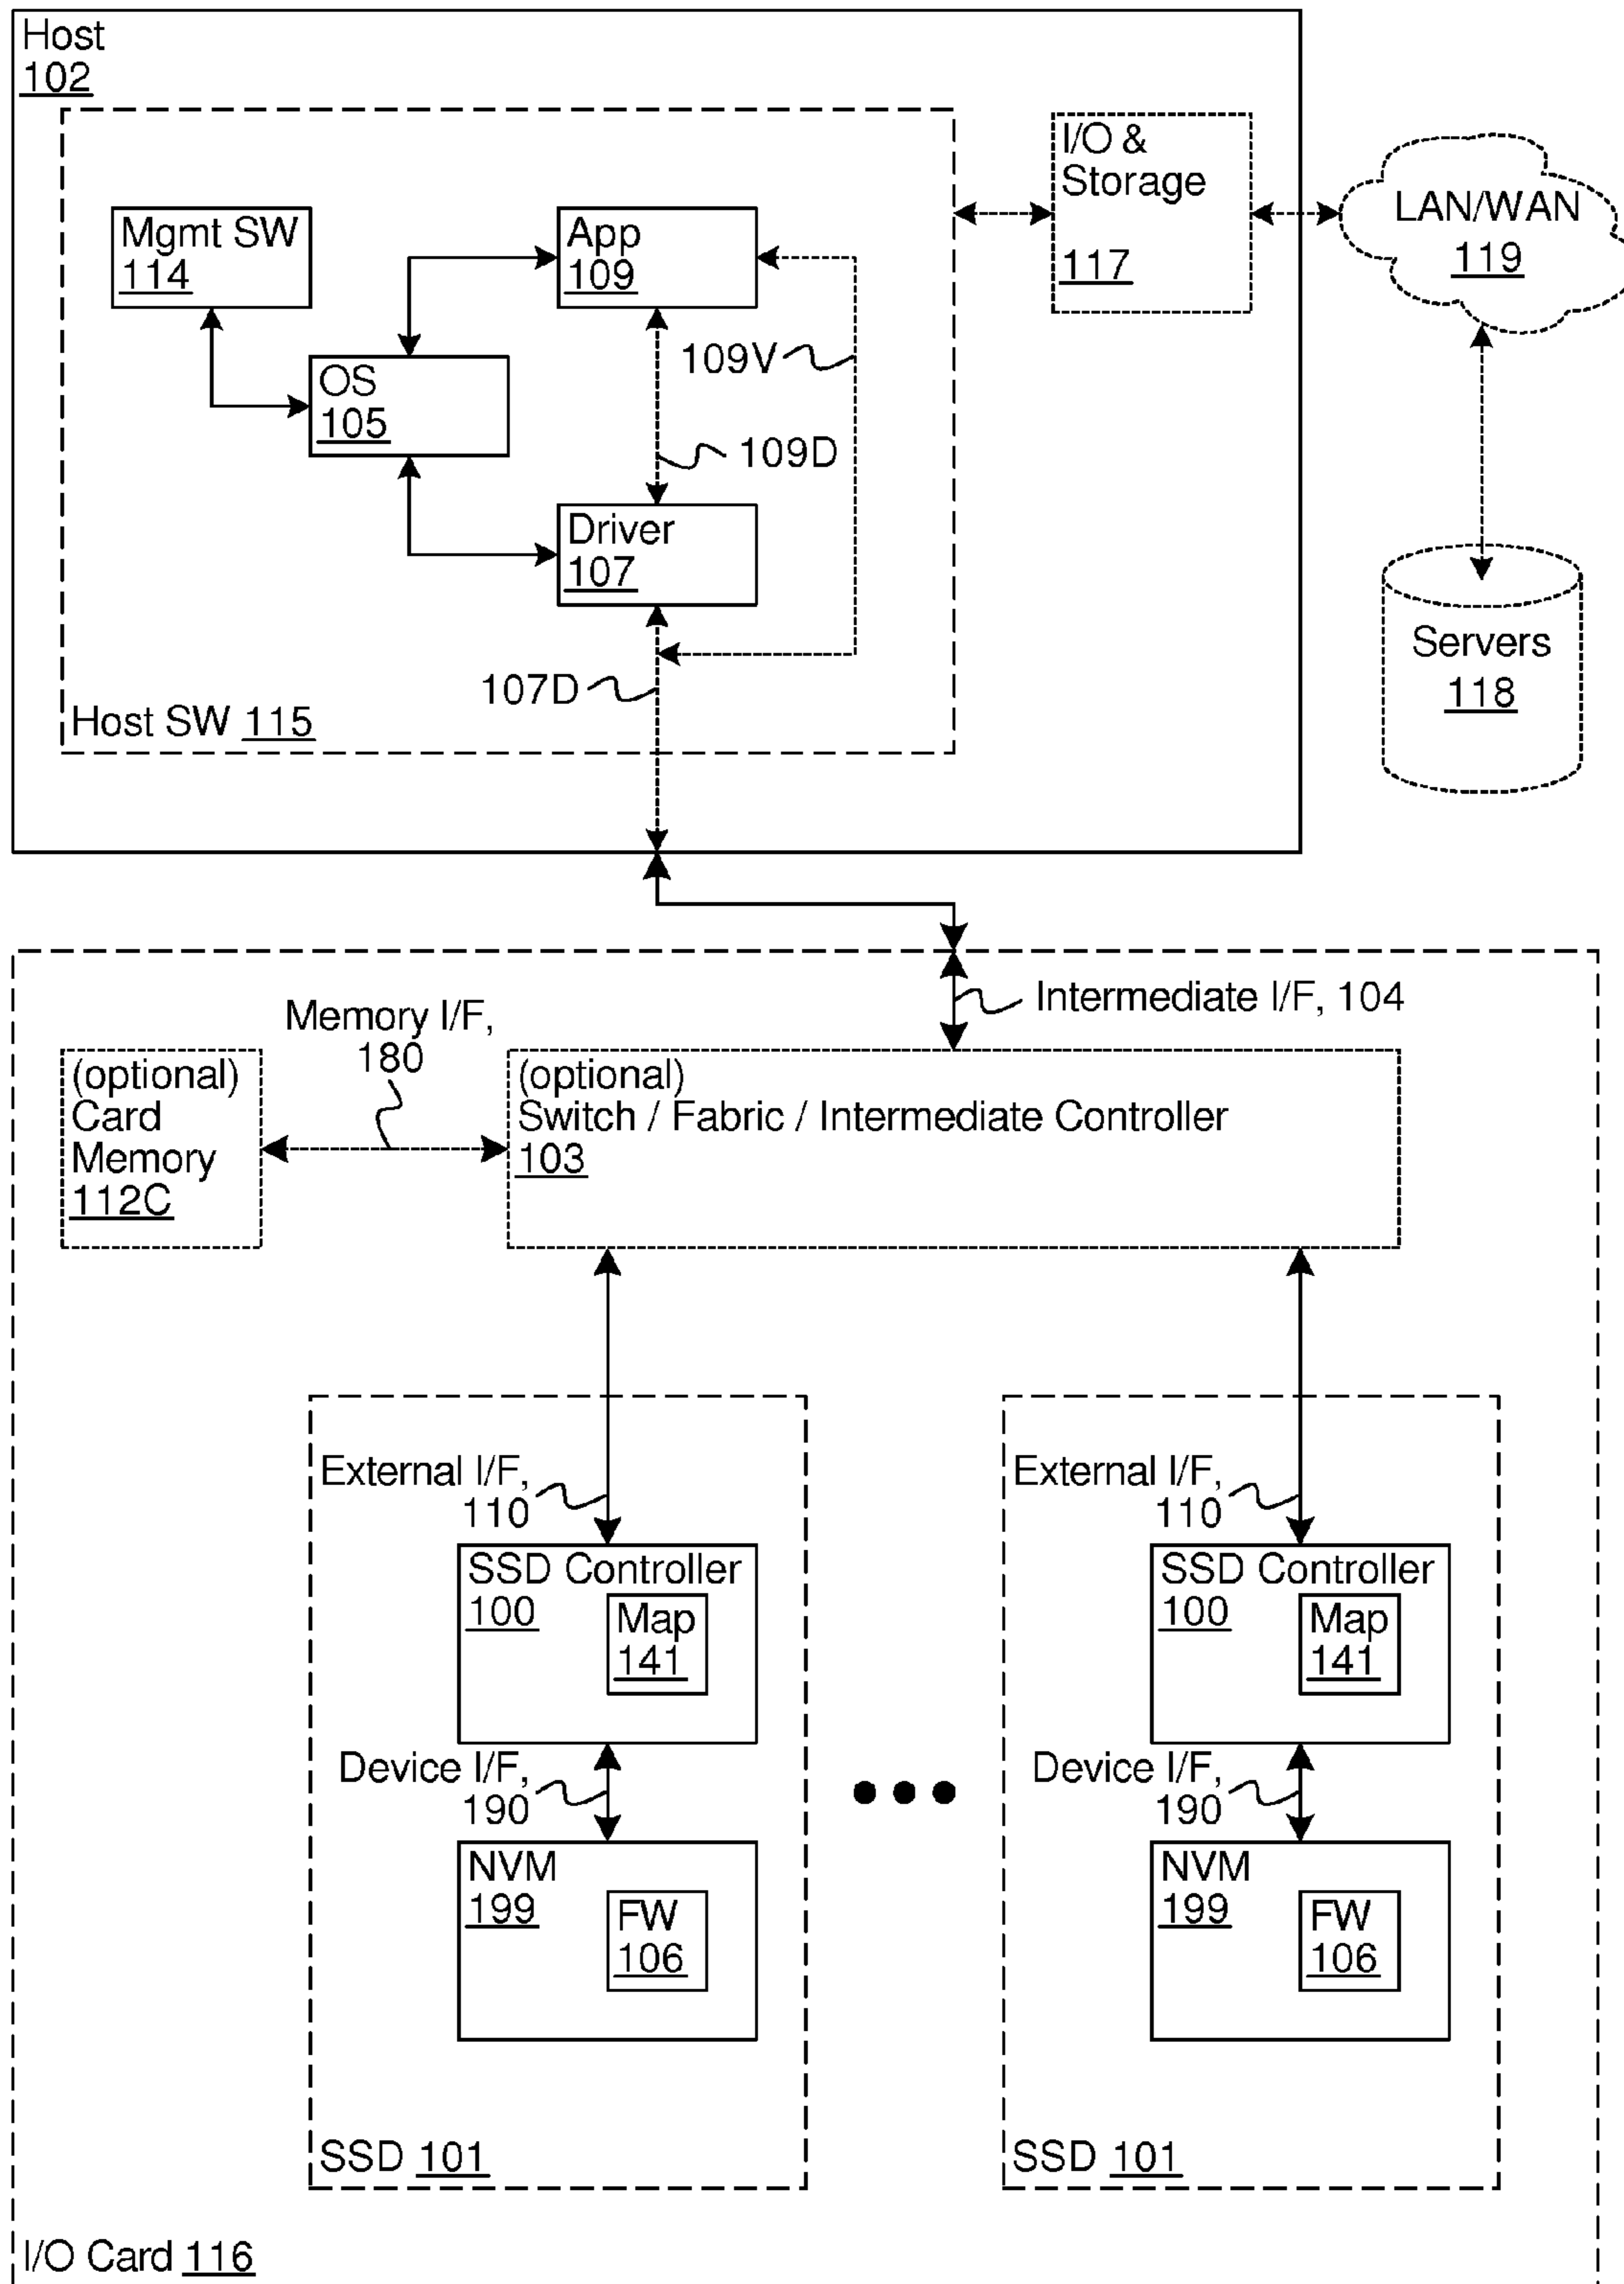 Host
102
I/O &
Storage
117
LAN/WAN
119
Mgmt SW
114
App
109
109V
OS
105
109D
Driver
107
107D
Servers
118
Host SW 115
Intermediate I/F, 104
Memory I/F,
180
(optional)
Card
Memory
112C
(optional)
Switch / Fabric / Intermediate Controller
103
External I/F,
110
External I/F,
110
SSD Controller
100
Map
141
SSD Controller
100
Map
141
Device I/F,
190
Device I/F,
190
NVM
199
FW
106
NVM
199
FW
106
SSD 101
SSD 101
I/O Card 116